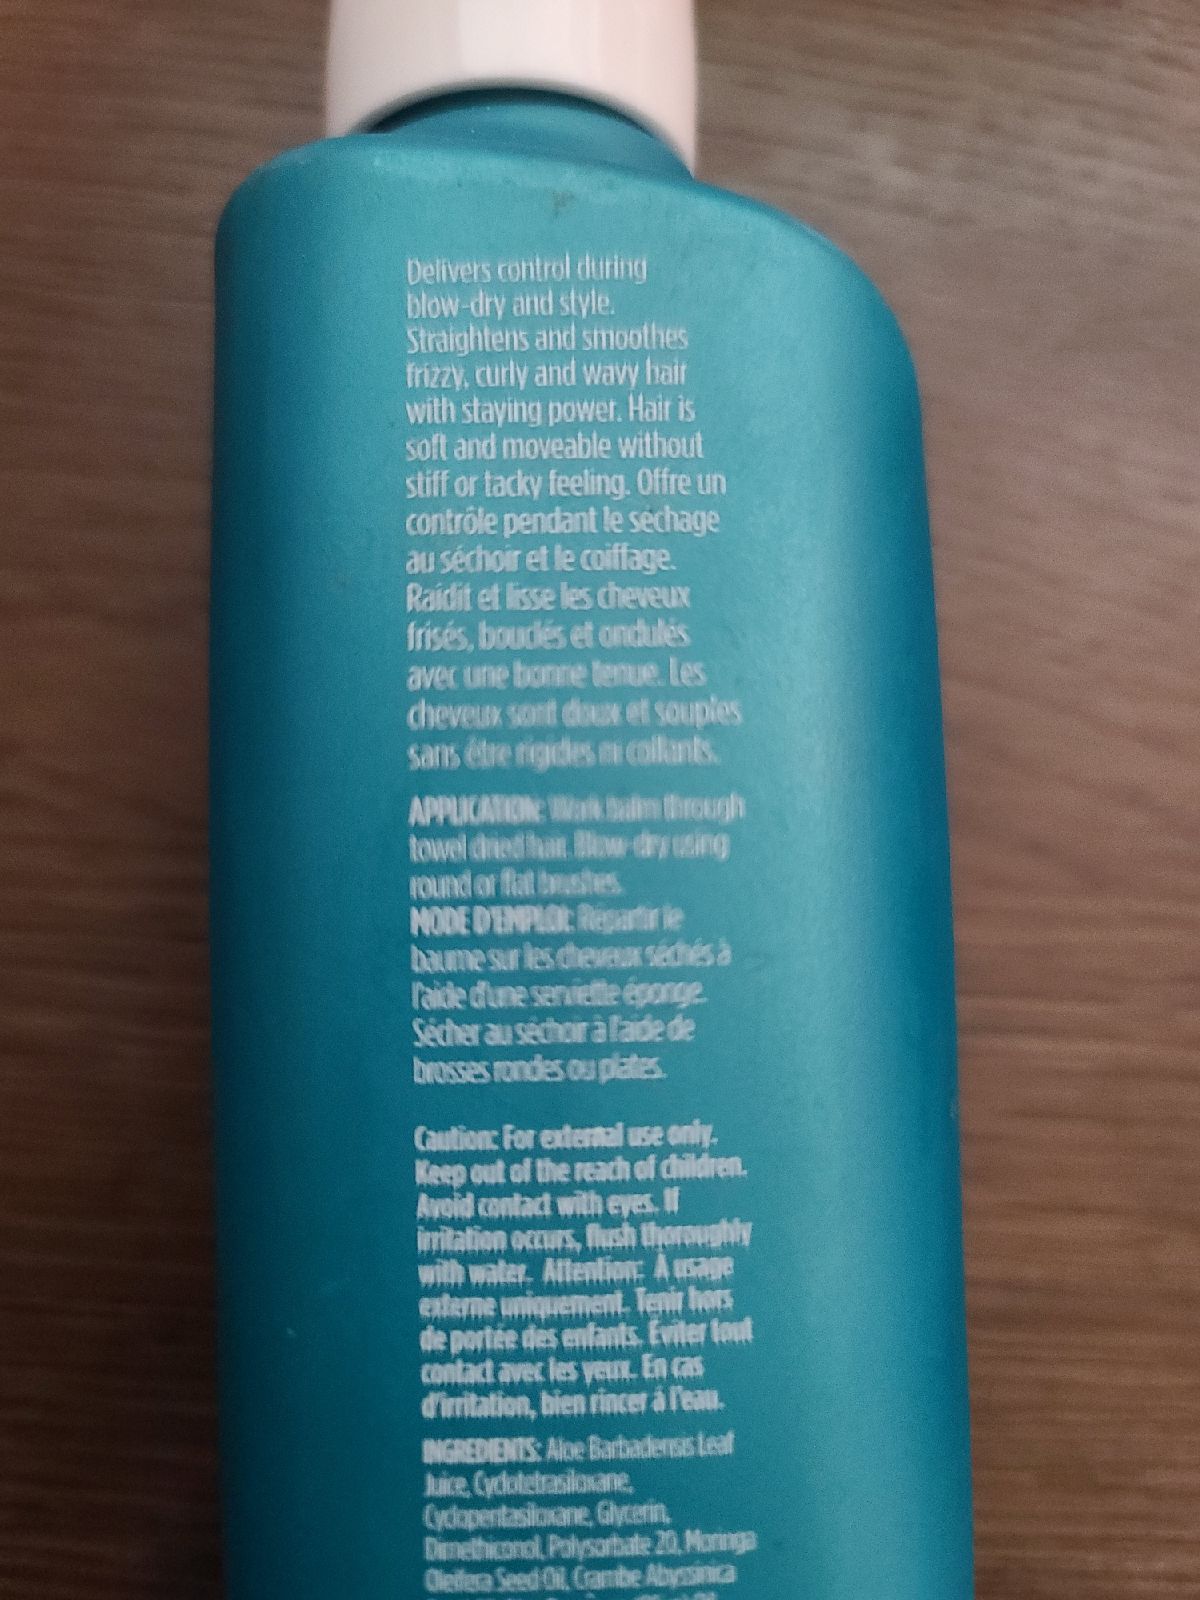 Delivers control during
blow-dry and style.
Straightens and smoothes
frizzy, curly and wavy hair
with staying power. Hair is
soft and moveable without
stiff or tacky feeling. Offre un
contrôle pendant le séchage
au séchoir et le coiffage.
Raidit et lisse les cheveux
frisés, bouclés et ondulés
avec une bonne tenue. Les
cheveux sont doux et souples
sans être rigides ni collants.
APPLICATION: Work balm through
towel dried hair. Blow-dry using
round or flat brushes.
MODE D'EMPLOI: Répartir le
baume sur les cheveux séchés à
l'aide d'une serviette éponge.
Sécher au séchoir à l'aide de
brosses rondes ou plates.
Caution: For external use only.
Keep out of the reach of children.
Avoid contact with eyes. If
irritation occurs, flush thoroughly
with water. Attention: À usage
externe uniquement. Tenir hors
de portée des enfants. Éviter tout
contact avec les yeux. En cas
d'irritation, bien rincer à l'eau.
INGREDIENTS: Aloe Barbadensis Leaf
Juice, Cyclotetrasiloxane,
Cyclopentasiloxane, Glycerin,
Dimethiconol, Polysorbate 20, Moringa
Oleifera Seed Oil, Crambe Abyssinica